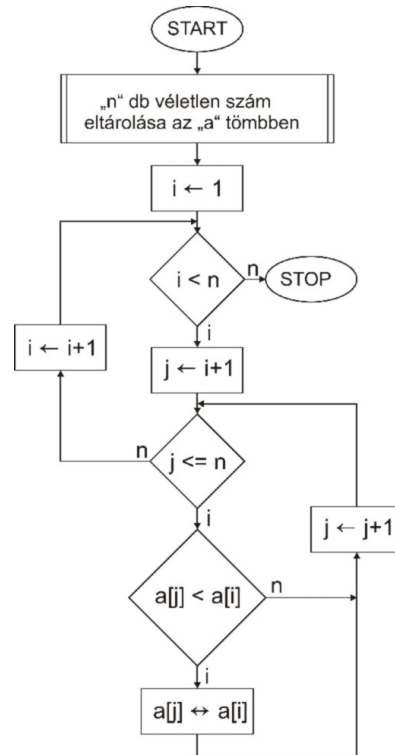 START
„n“ db véletlen szám
eltárolása az „a“ tömbben
i ← 1
i < n
n
STOP
i
i ← i+1
j ← i+1
n
j <= n
i
j ← j+1
a[j] < a[i]
n
i
a[j] ↔ a[i]